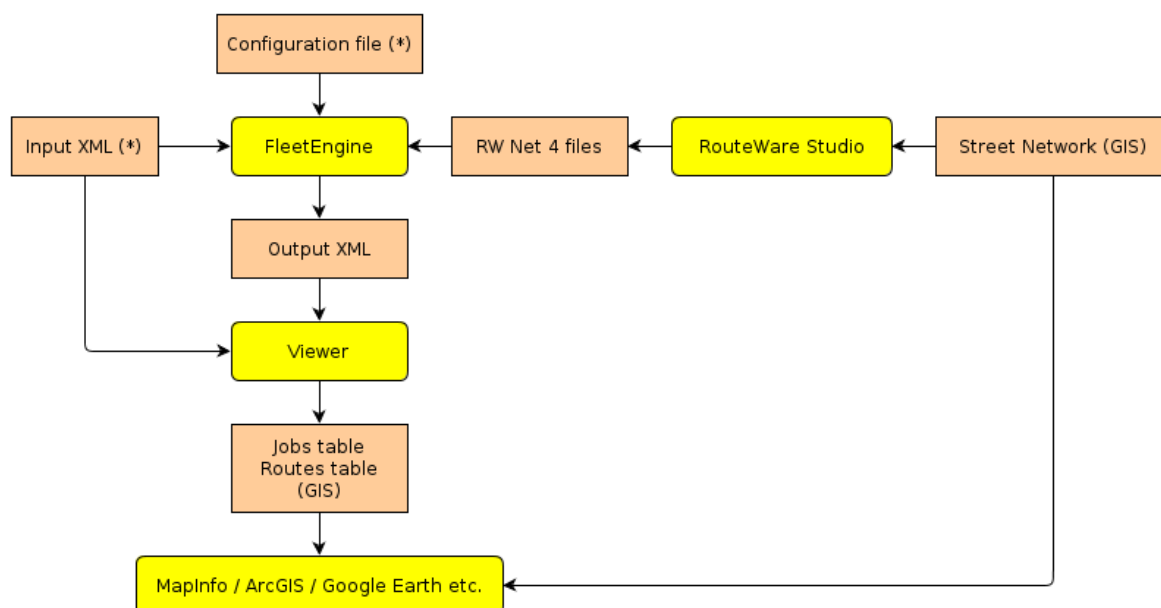 Configuration file (*)
Input XML (*)
FleetEngine
RW Net 4 files
RouteWare Studio
Street Network (GIS)
Output XML
Viewer
Jobs table
Routes table
(GIS)
MapInfo / ArcGIS / Google Earth etc.